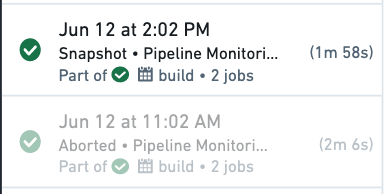 Jun 12 at 2:02 PM
Snapshot • Pipeline Monitori... (1m 58s)
Part of build • 2 jobs
Jun 12 at 11:02 AM
Aborted • Pipeline Monitori... (2m 6s)
Part of build • 2 jobs